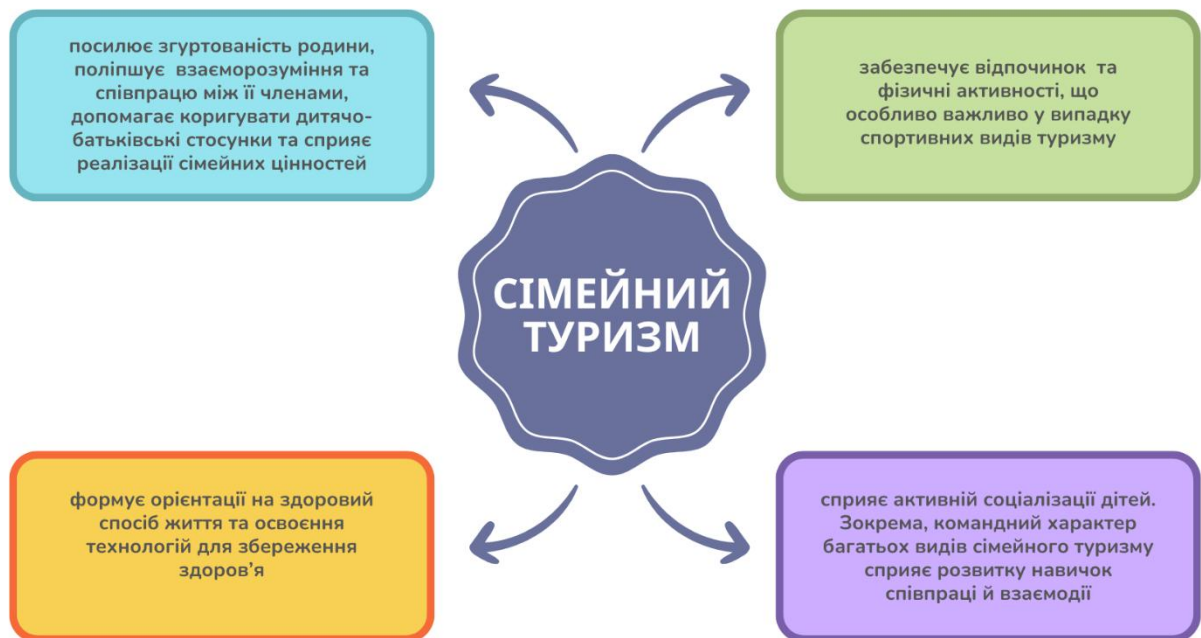 посилює згуртованість родини,
поліпшує взаєморозуміння та
співпрацю між її членами,
допомагає коригувати дитячо-
батьківські стосунки та сприяє
реалізації сімейних цінностей
забезпечує відпочинок та
фізичні активності, що
особливо важливо у випадку
спортивних видів туризму
СІМЕЙНИЙ
ТУРИЗМ
формує орієнтації на здоровий
спосіб життя та освоєння
технологій для збереження
здоров’я
сприяє активній соціалізації дітей.
Зокрема, командний характер
багатьох видів сімейного туризму
сприяє розвитку навичок
співпраці й взаємодії